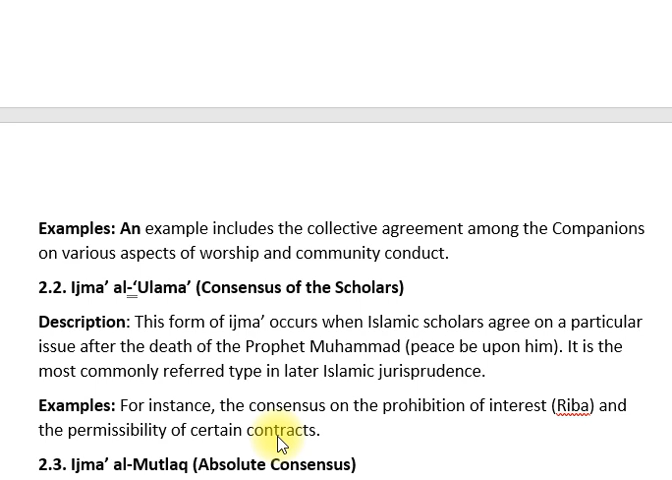 Examples: An example includes the collective agreement among the Companions
on various aspects of worship and community conduct.
2.2. Ijma’ al-‘Ulama’ (Consensus of the Scholars)
Description: This form of ijma’ occurs when Islamic scholars agree on a particular
issue after the death of the Prophet Muhammad (peace be upon him). It is the
most commonly referred type in later Islamic jurisprudence.
Examples: For instance, the consensus on the prohibition of interest (Riba) and
the permissibility of certain contracts.
2.3. Ijma’ al-Mutlaq (Absolute Consensus)